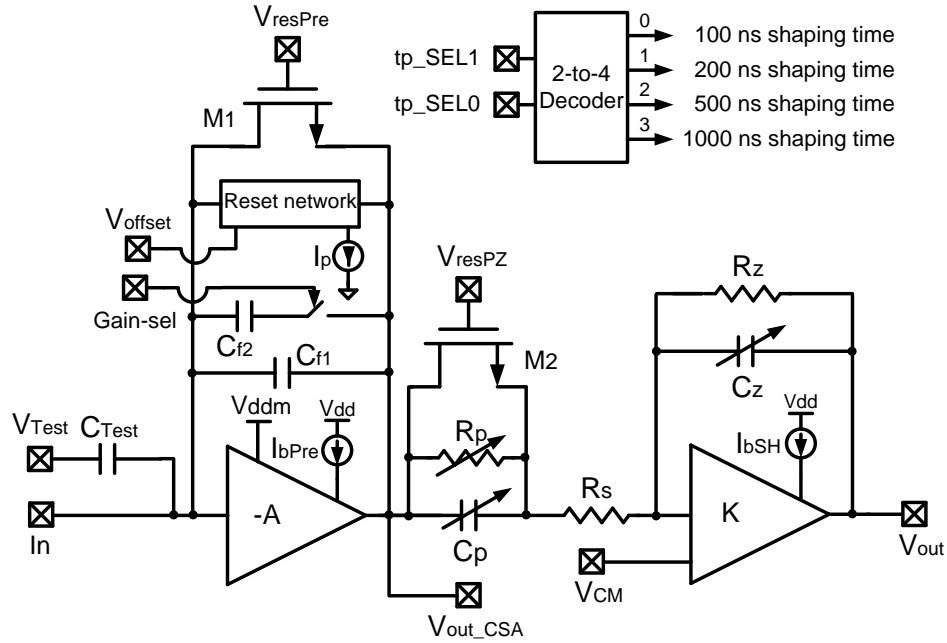 VresPre
M1
tp_SEL1
tp_SEL0
2-to-4
Decoder
0
1
2
3
100 ns shaping time
200 ns shaping time
500 ns shaping time
1000 ns shaping time
Reset network
Voffset
Ip
Gain-sel
Cf2
Cf1
VresPZ
M2
Rz
Cz
VTest
CTest
Vddm
Vdd
IbPre
Rp
Vdd
IbSH
In
-A
Cp
Rs
K
VCM
Vout
Vout_CSA